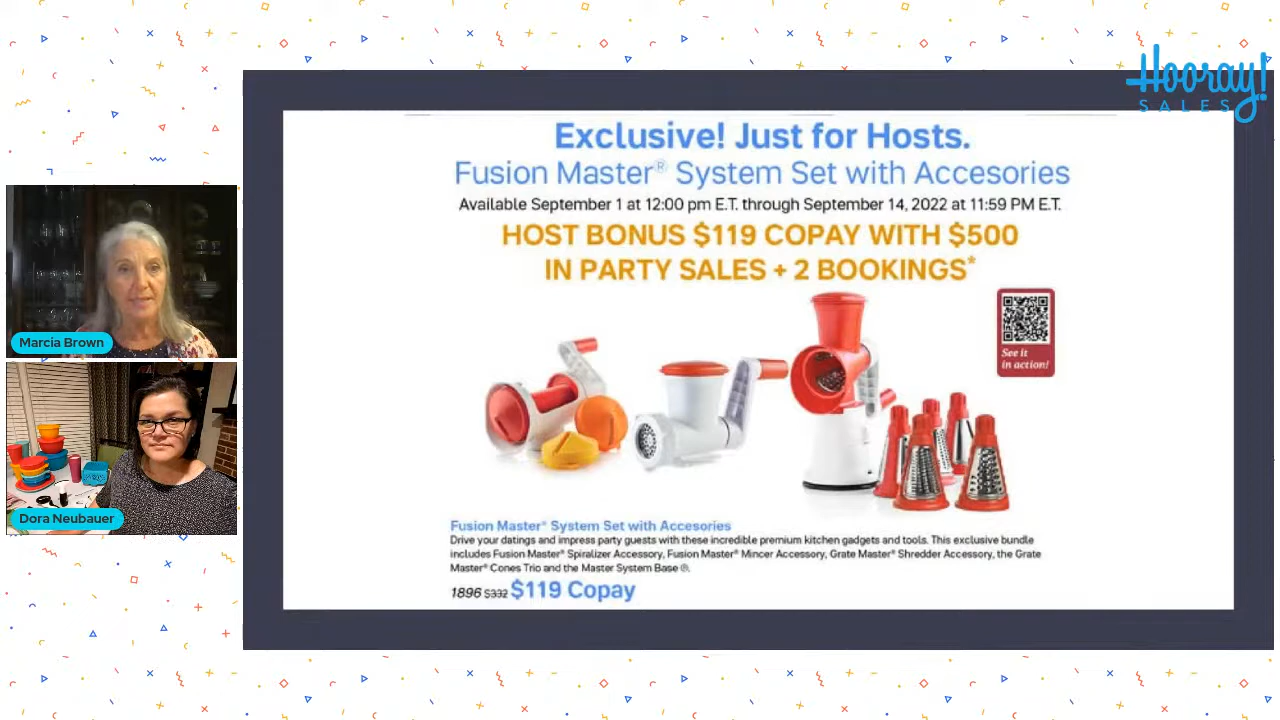 Hooray!
SALES
Exclusive! Just for Hosts.
Fusion Master® System Set with Accesories
Available September 1 at 12:00 pm E.T. through September 14, 2022 at 11:59 PM E.T.
HOST BONUS $119 COPAY WITH $500
IN PARTY SALES + 2 BOOKINGS*
See it
in action!
Marcia Brown
Dora Neubauer
Fusion Master® System Set with Accesories
Drive your datings and impress party guests with these incredible premium kitchen gadgets and tools. This exclusive bundle
includes Fusion Master® Spiralizer Accessory, Fusion Master® Mincer Accessory, Grate Master® Shredder Accessory, the Grate
Master® Cones Trio and the Master System Base ®.
1896 $332 $119 Copay